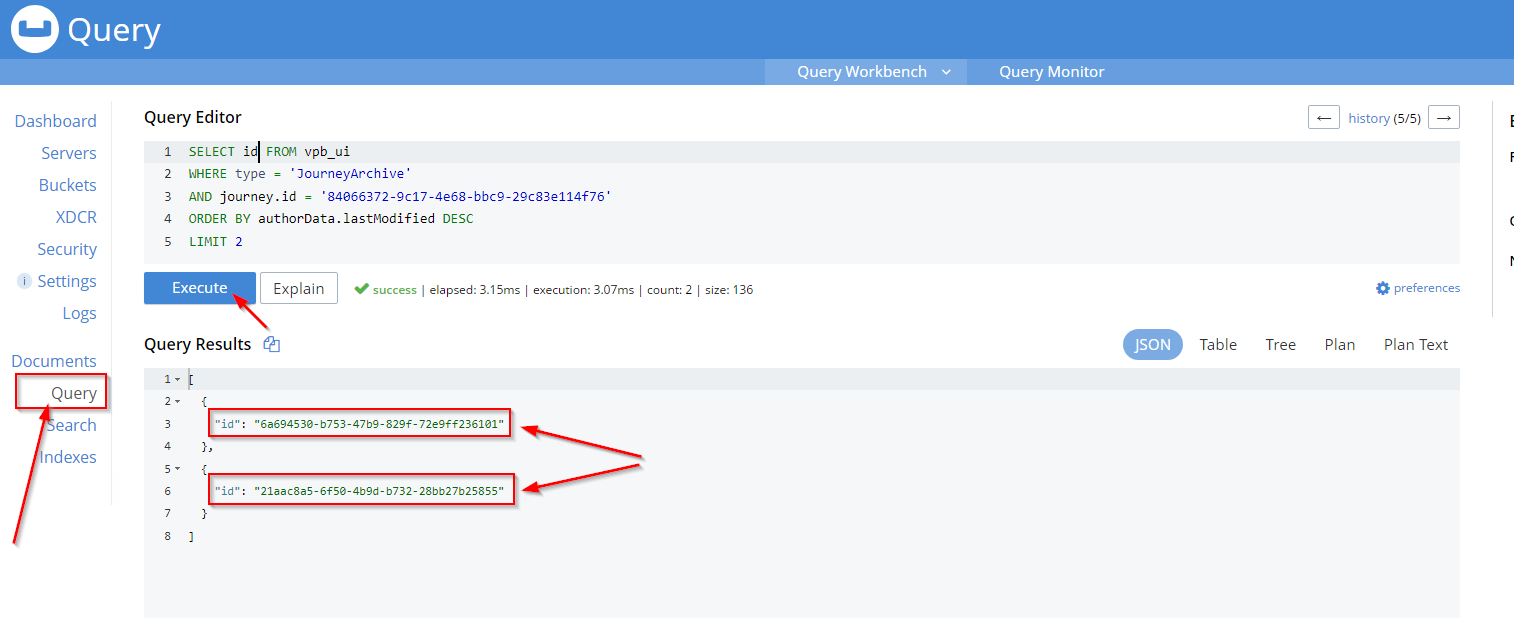 Query
Query Workbench
Query Monitor
Dashboard
Servers
Buckets
XDCR
Security
i Settings
Logs
Documents
Query
Search
Indexes
Query Editor
← history (5/5) →
1 SELECT id FROM vpb_ui
2 WHERE type = 'JourneyArchive'
3 AND journey.id = '84066372-9c17-4e68-bbc9-29c83e114f76'
4 ORDER BY authorData.lastModified DESC
5 LIMIT 2
Execute Explain success | elapsed: 3.15ms | execution: 3.07ms | count: 2 | size: 136
preferences
Query Results
JSON Table Tree Plan Plan Text
1 [
2 {
3 "id": "6a694530-b753-47b9-829f-72e9ff236101"
4 },
5 {
6 "id": "21aac8a5-6f50-4b9d-b732-28bb27b25855"
7 }
8 ]